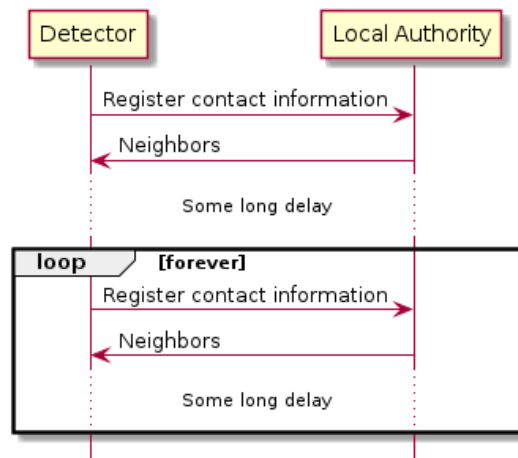 Detector
Local Authority
Register contact information
Neighbors
Some long delay
loop [forever]
Register contact information
Neighbors
Some long delay